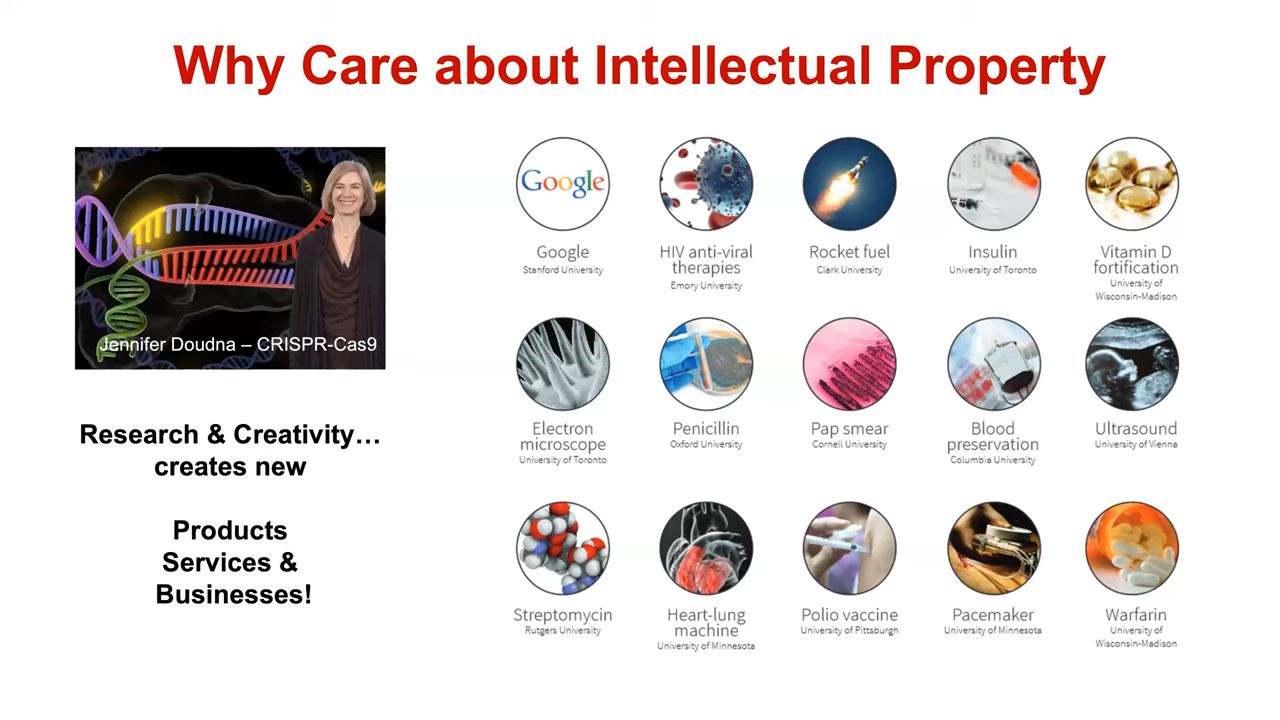 Why Care about Intellectual Property
Jennifer Doudna – CRISPR-Cas9
Research & Creativity…
creates new
Products
Services &
Businesses!
Google
Google
Stanford University
HIV anti-viral
therapies
Emory University
Rocket fuel
Clark University
Insulin
University of Toronto
Vitamin D
fortification
University of
Wisconsin-Madison
Electron
microscope
University of Toronto
Penicillin
Oxford University
Pap smear
Cornell University
Blood
preservation
Columbia University
Ultrasound
University of Vienna
Streptomycin
Rutgers University
Heart-lung
machine
University of Minnesota
Polio vaccine
University of Pittsburgh
Pacemaker
University of Minnesota
Warfarin
University of
Wisconsin-Madison